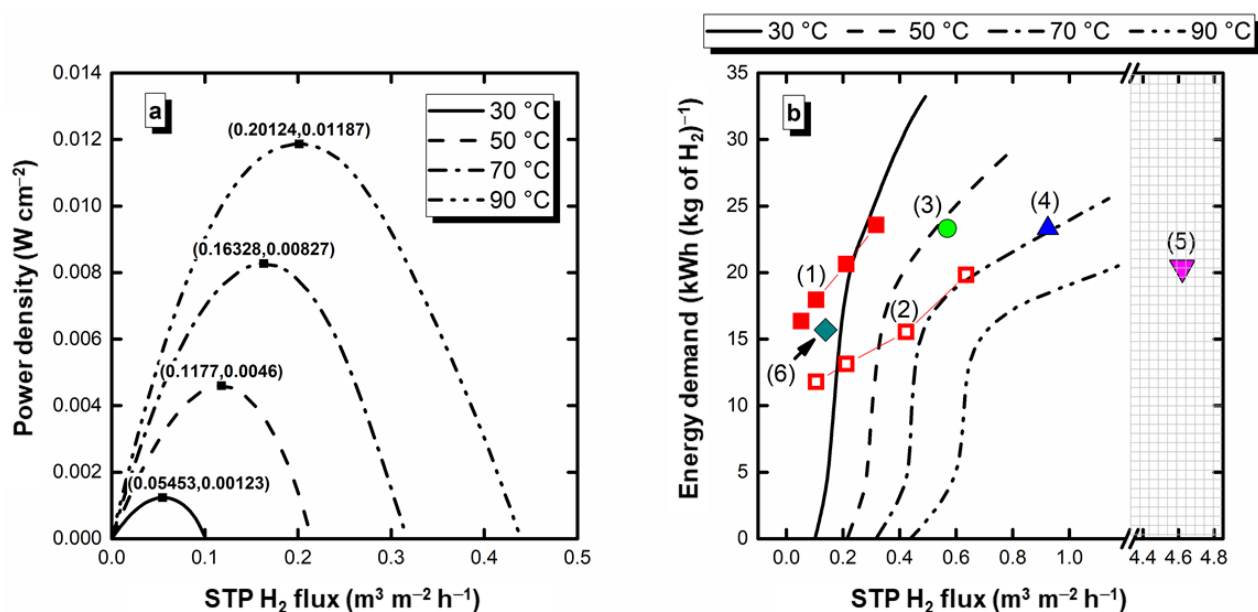 30 °C 50 °C 70 °C 90 °C
a
30 °C
50 °C
70 °C
90 °C
(0.20124,0.01187)
(0.16328,0.00827)
(0.1177,0.0046)
(0.05453,0.00123)
0.014
0.012
0.010
0.008
0.006
0.004
0.002
0.000
Power density (W cm⁻²)
0.0 0.1 0.2 0.3 0.4 0.5
STP H₂ flux (m³ m⁻² h⁻¹)
b
35
30
25
20
15
10
5
0
Energy demand (kWh (kg of H₂)⁻¹)
(1)
(2)
(3)
(4)
(5)
(6)
0.0 0.2 0.4 0.6 0.8 1.0 4.4 4.6 4.8
STP H₂ flux (m³ m⁻² h⁻¹)